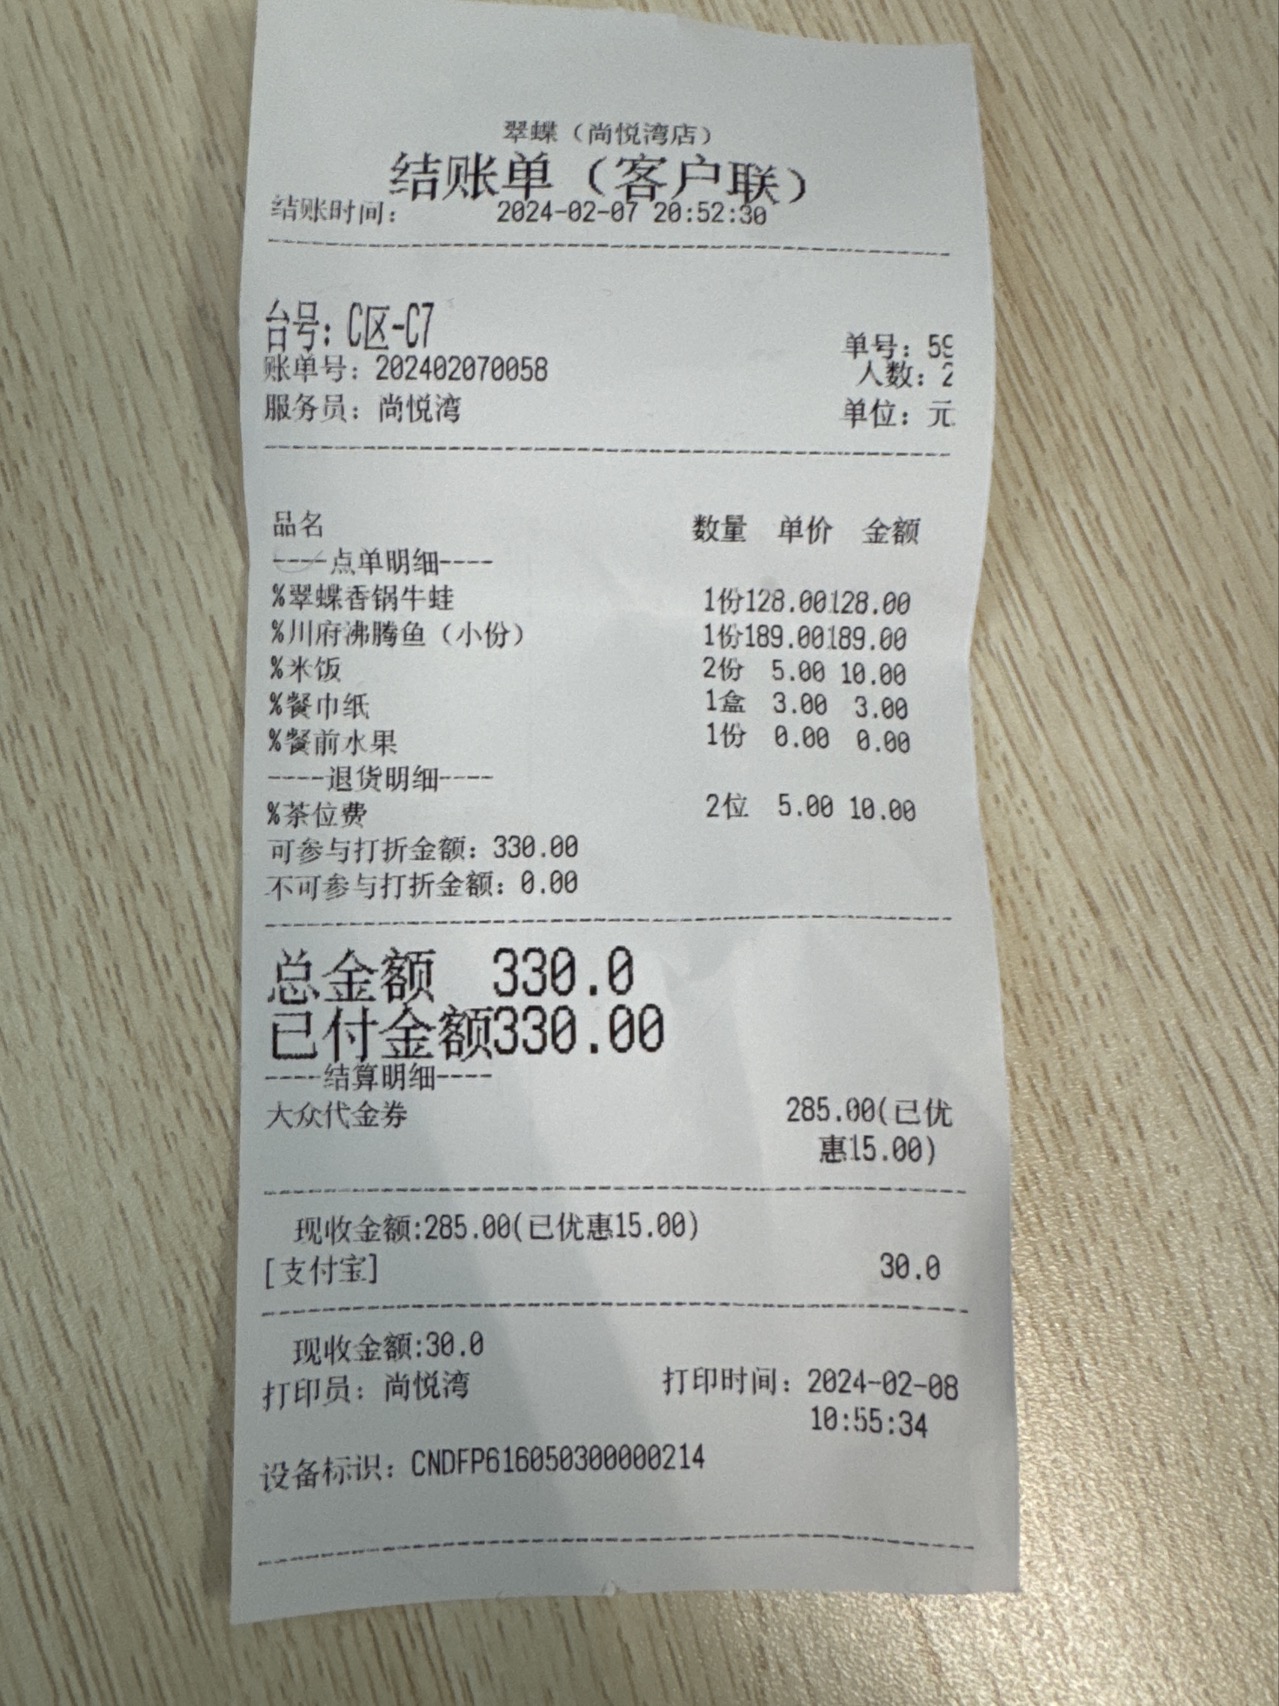 翠蝶（尚悦湾店）
结账单（客户联）
结账时间： 2024-02-07 20:52:30
台号：C区-C7
单号：59
账单号：202402070058 人数：2
服务员：尚悦湾 单位：元
品名 数量 单价 金额
----点单明细----
%翠蝶香锅牛蛙 1份128.00128.00
%川府沸腾鱼（小份） 1份189.00189.00
%米饭 2份 5.00 10.00
%餐巾纸 1盒 3.00 3.00
%餐前水果 1份 0.00 0.00
----退货明细----
%茶位费 2位 5.00 10.00
可参与打折金额：330.00
不可参与打折金额：0.00
总金额 330.0
已付金额330.00
----结算明细----
大众代金券 285.00(已优
惠15.00)
现收金额:285.00(已优惠15.00)
[支付宝] 30.0
现收金额:30.0
打印员：尚悦湾 打印时间：2024-02-08
10:55:34
设备标识：CNDFP616050300000214